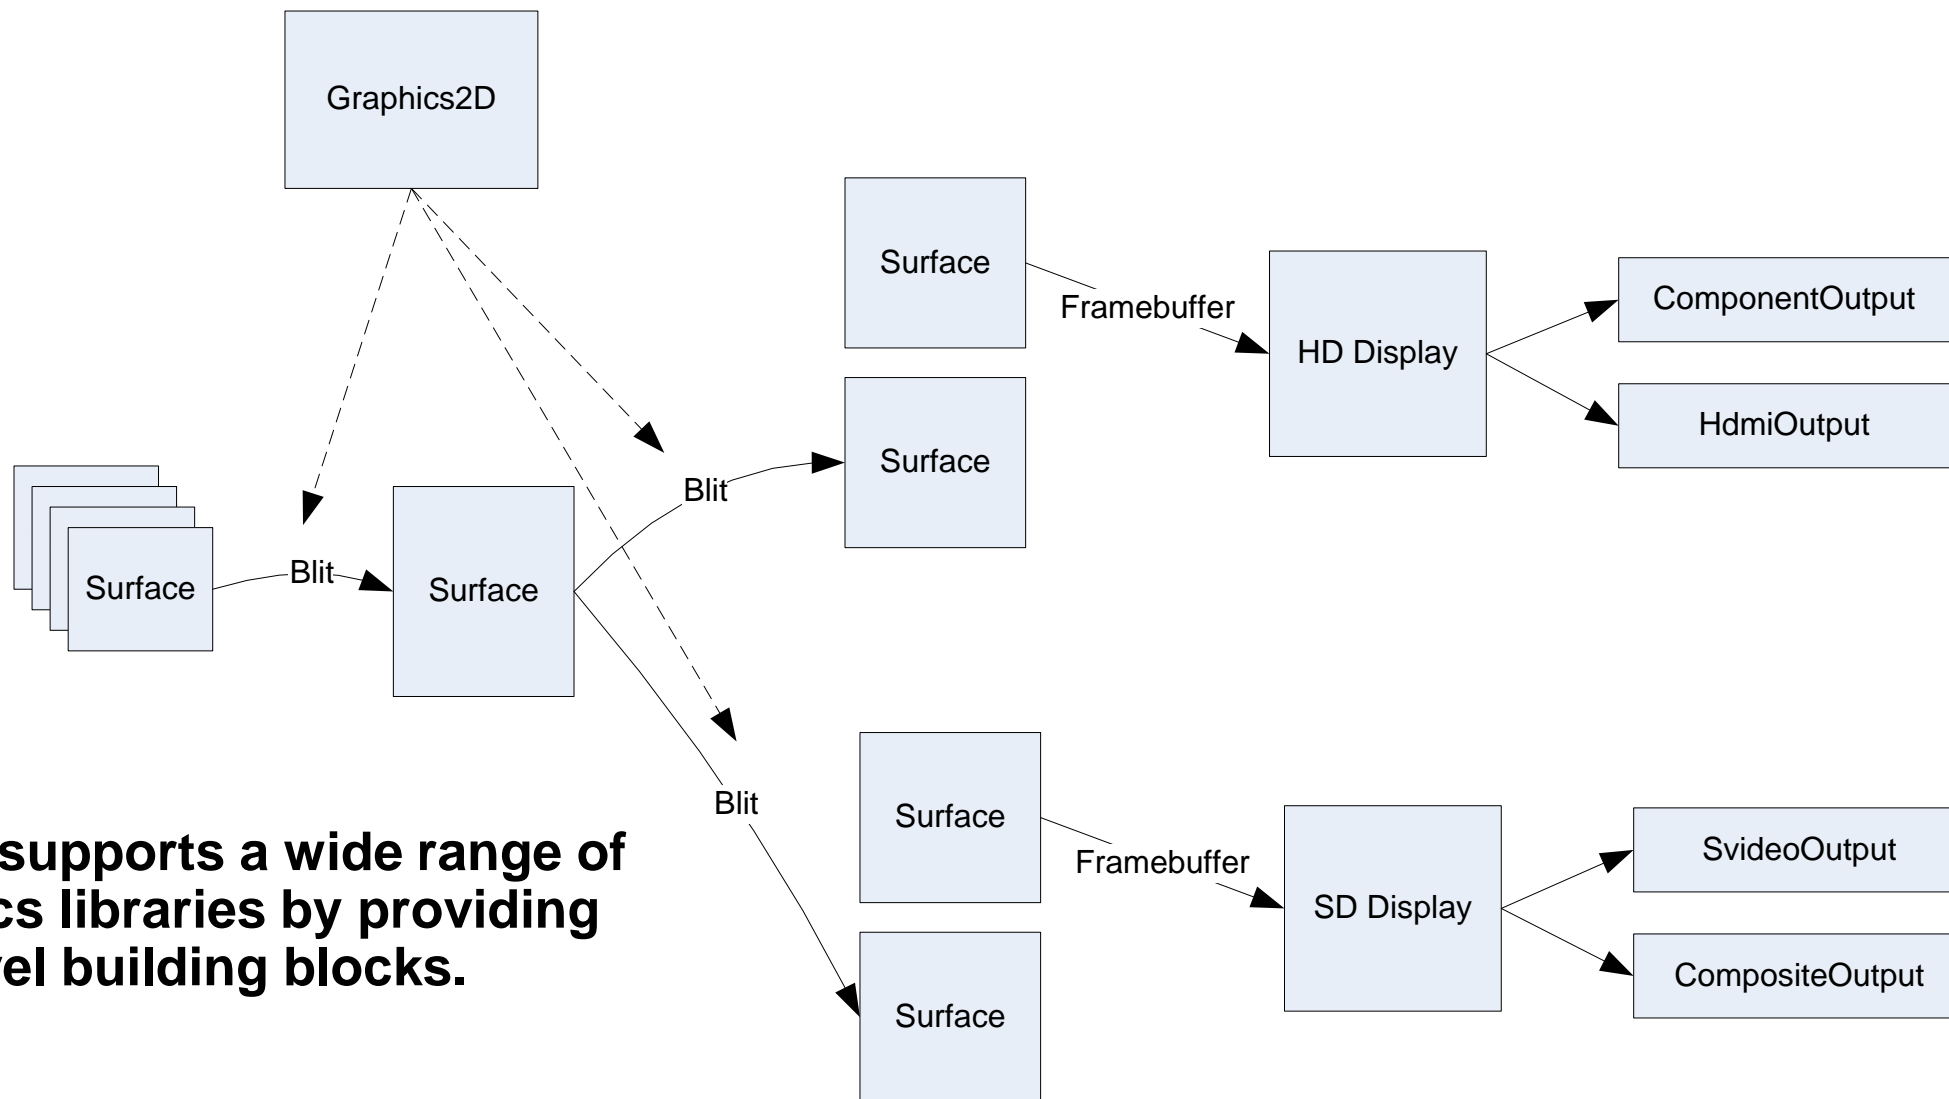 Graphics2D
Surface
Framebuffer
HD Display
ComponentOutput
HdmiOutput
Surface
Blit
Surface
Blit
Surface
Blit
Surface
Framebuffer
SD Display
SvideoOutput
CompositeOutput
Surface
supports a wide range of
cs libraries by providing
vel building blocks.